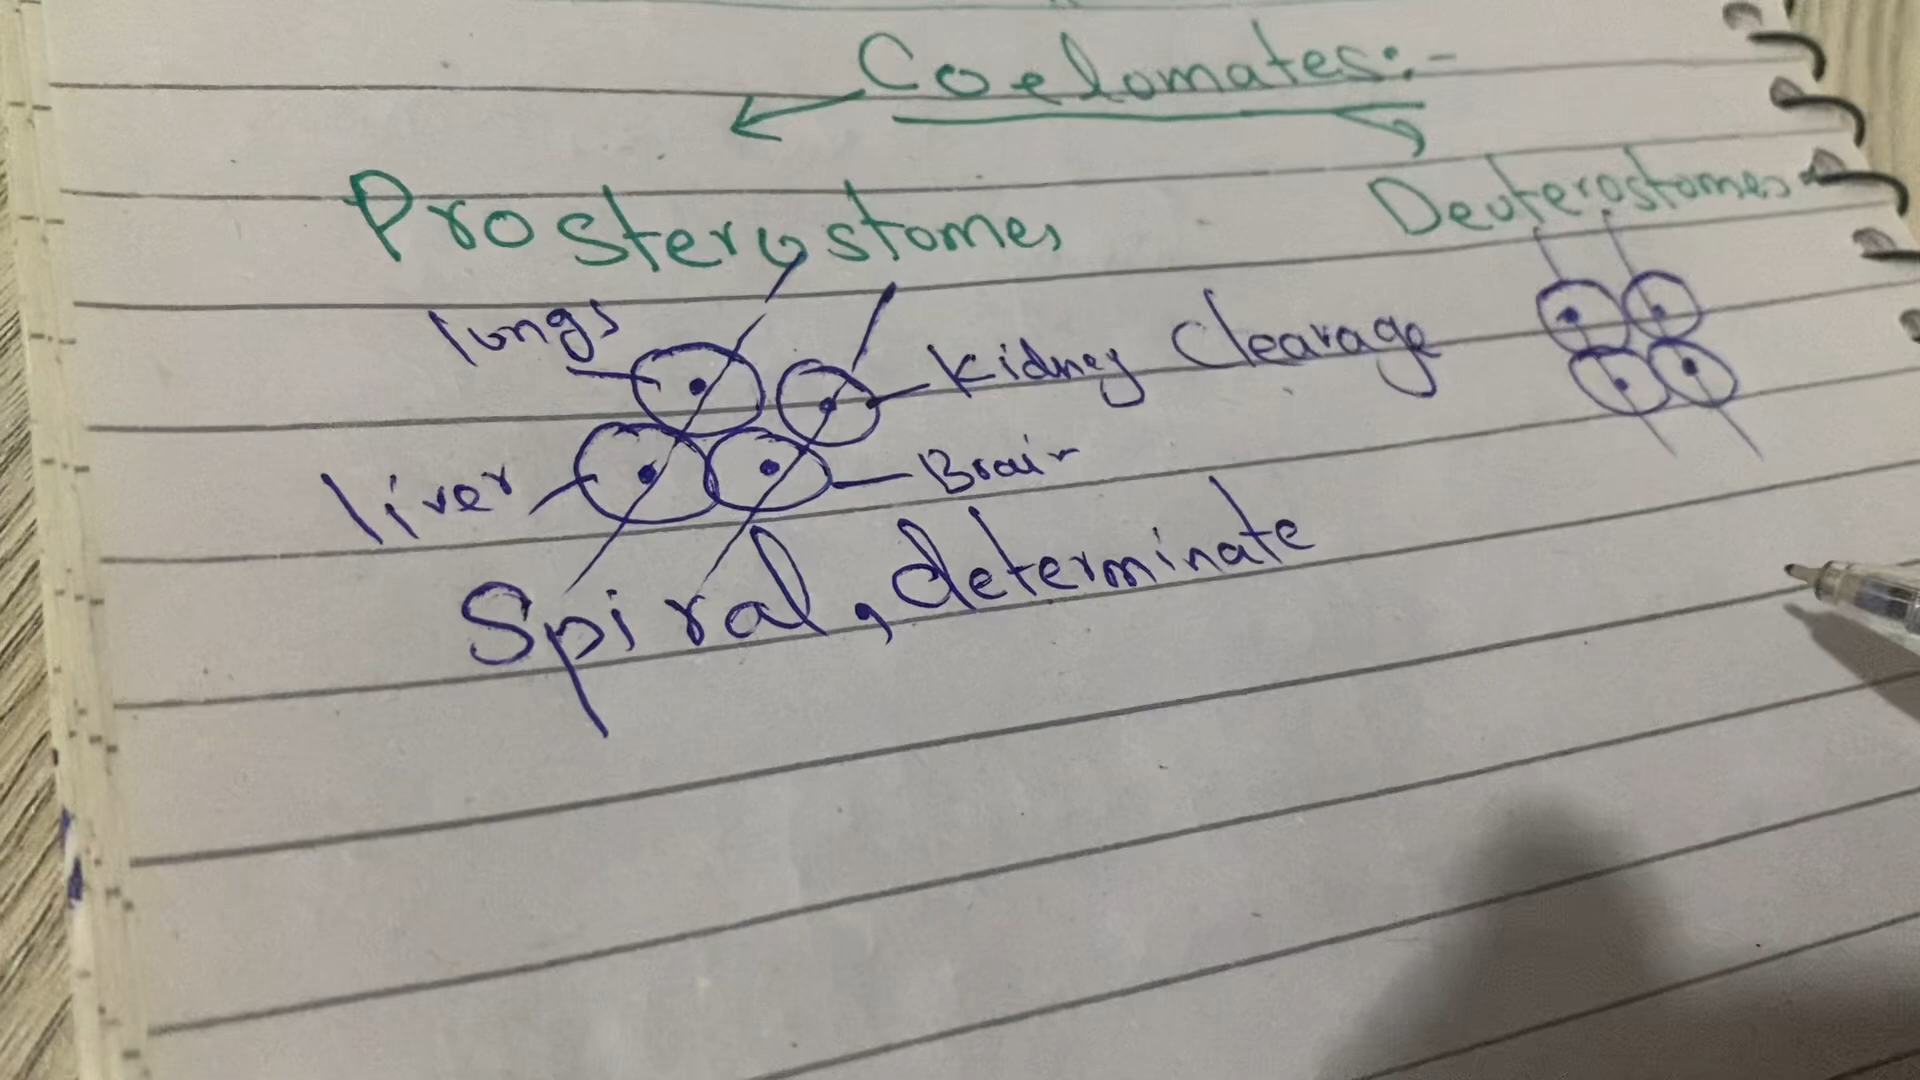 Coelomates:-
Prosterostomes
Deuterostomes
lungs
Kidney
Cleavage
liver
Brain
Spiral, determinate